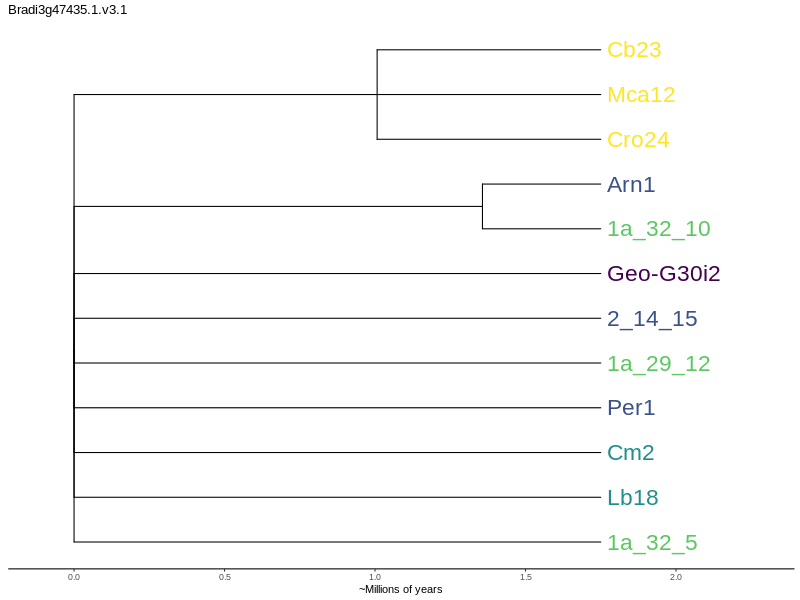 Bradi3g47435.1.v3.1
Cb23
Mca12
Cro24
Arn1
1a_32_10
Geo-G30i2
2_14_15
1a_29_12
Per1
Cm2
Lb18
1a_32_5
0.0 0.5 1.0 1.5 2.0
~Millions of years